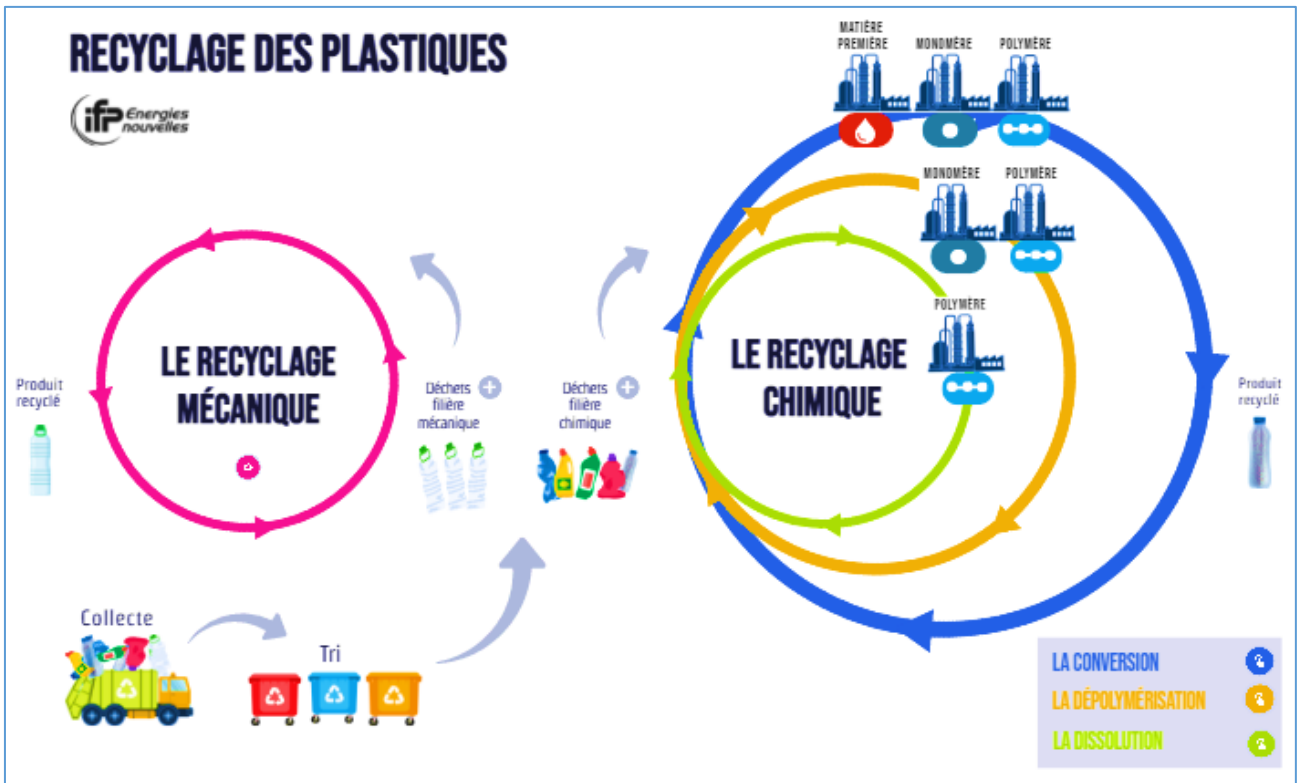 RECYCLAGE DES PLASTIQUES
ifp Energies
nouvelles
MATIÈRE
PREMIÈRE
MONOMÈRE
POLYMÈRE
MONOMÈRE
POLYMÈRE
POLYMÈRE
LE RECYCLAGE
MÉCANIQUE
LE RECYCLAGE
CHIMIQUE
Produit
recyclé
Déchets
filière
mécanique
Déchets
filière
chimique
Produit
recyclé
Collecte
Tri
LA CONVERSION
LA DÉPOLYMÉRISATION
LA DISSOLUTION